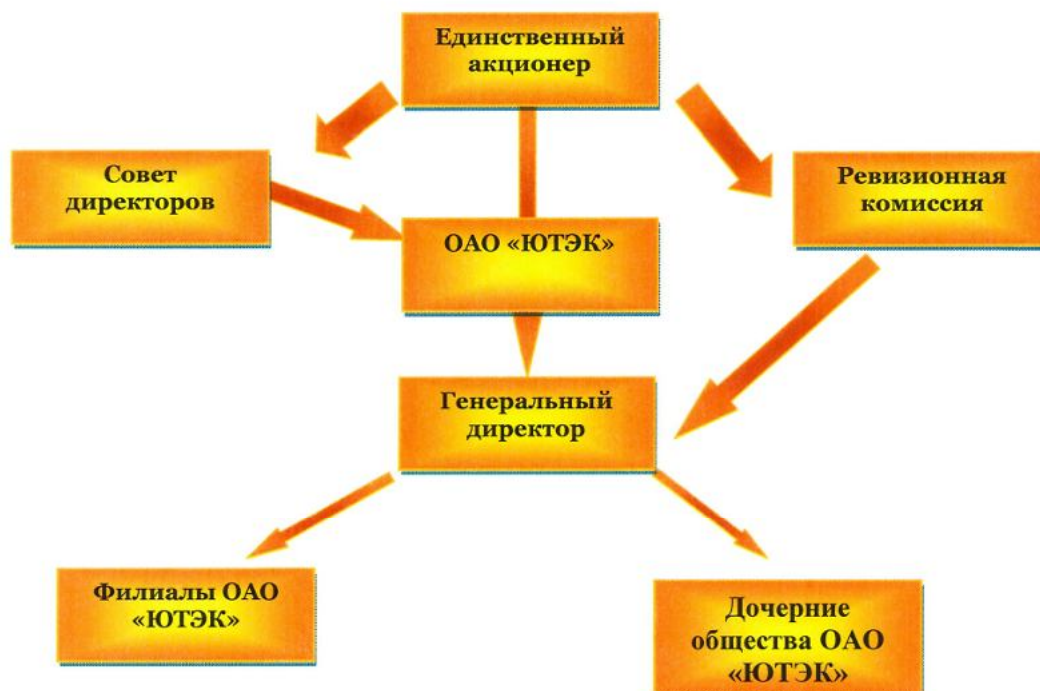 Единственный
акционер
Совет
директоров
Ревизионная
комиссия
ОАО «ЮТЭК»
Генеральный
директор
Филиалы ОАО
«ЮТЭК»
Дочерние
общества ОАО
«ЮТЭК»